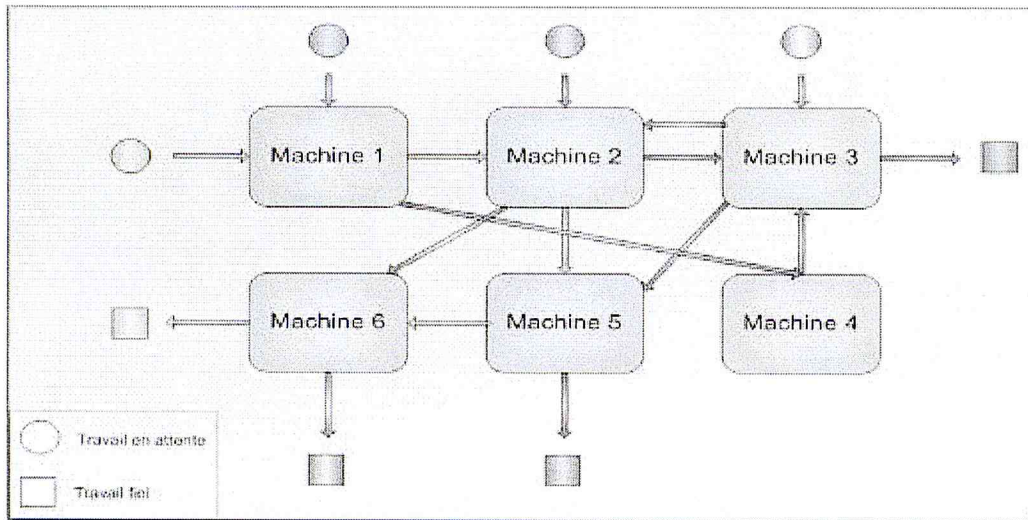 Machine 1
Machine 2
Machine 3
Machine 6
Machine 5
Machine 4
Travail en attente
Travail fini